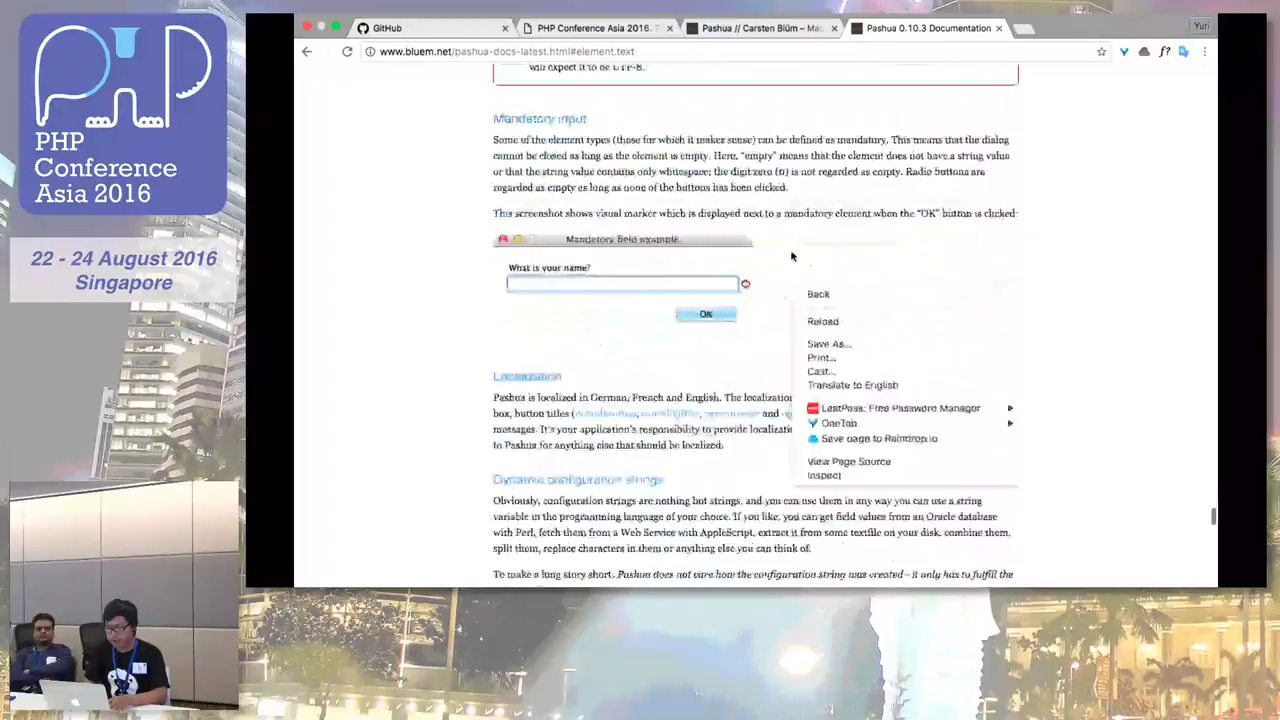 PHP
Conference
Asia 2016
22 - 24 August 2016
Singapore
GitHub
PHP Conference Asia 2016.
Pashua // Carsten Blüm – Mac
Pashua 0.10.3 Documentation
Yuri
www.bluem.net/pashua-docs-latest.html#element.text
will expect it to be UTF-8.
Mandatory input
Some of the element types (those for which it makes sense) can be defined as mandatory. This means that the dialog
cannot be closed as long as the element is empty. Here, "empty" means that the element does not have a string value
or that the string value contains only whitespace; the digit zero (0) is not regarded as empty. Radio buttons are
regarded as empty as long as none of the buttons has been clicked.
This screenshot shows visual marker which is displayed next to a mandatory element when the "OK" button is clicked:
Mandatory field example
What is your name?
OK
Back
Reload
Save As...
Print...
Cast...
Translate to English
LastPass: Free Password Manager
OneTab
Save page to Raindrop.io
View Page Source
Inspect
Localization
Pashua is localized in German, French and English. The localization
box, button titles (
messages. It's your application's responsibility to provide localizati
to Pashua for anything else that should be localized.
Dynamic configuration strings
Obviously, configuration strings are nothing but strings, and you can use them in any way you can use a string
variable in the programming language of your choice. If you like, you can get field values from an Oracle database
with Perl, fetch them from a Web Service with AppleScript, extract it from some textfile on your disk, combine them,
split them, replace characters in them or anything else you can think of.
To make a long story short: Pashua does not care how the configuration string was created – it only has to fulfill the